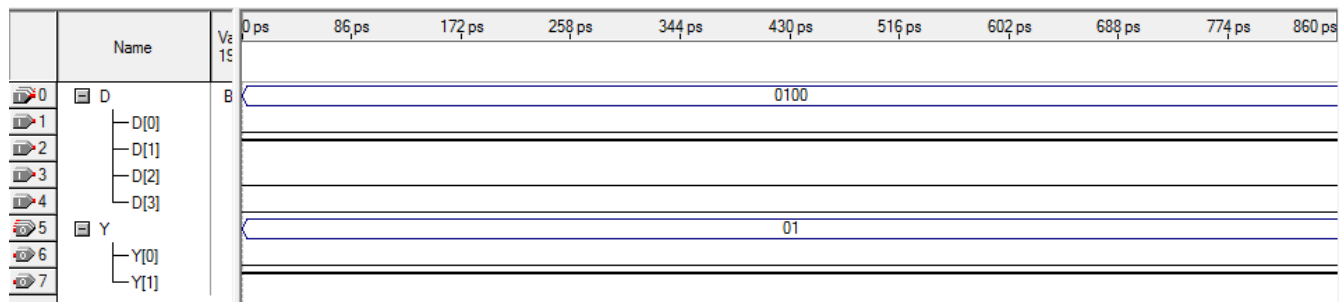 Name Va 0 ps 86 ps 172 ps 258 ps 344 ps 430 ps 516 ps 602 ps 688 ps 774 ps 860 ps
19
0 D B 0100
1 D[0]
2 D[1]
3 D[2]
4 D[3]
5 Y 01
6 Y[0]
7 Y[1]